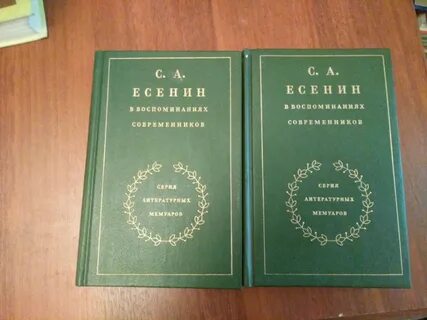 С. А.
ЕСЕНИН
В ВОСПОМИНАНИЯХ
СОВРЕМЕННИКОВ
СЕРИЯ
ЛИТЕРАТУРНЫХ
МЕМУАРОВ
С. А.
ЕСЕНИН
В ВОСПОМИНАНИЯХ
СОВРЕМЕННИКОВ
СЕРИЯ
ЛИТЕРАТУРНЫХ
МЕМУАРОВ